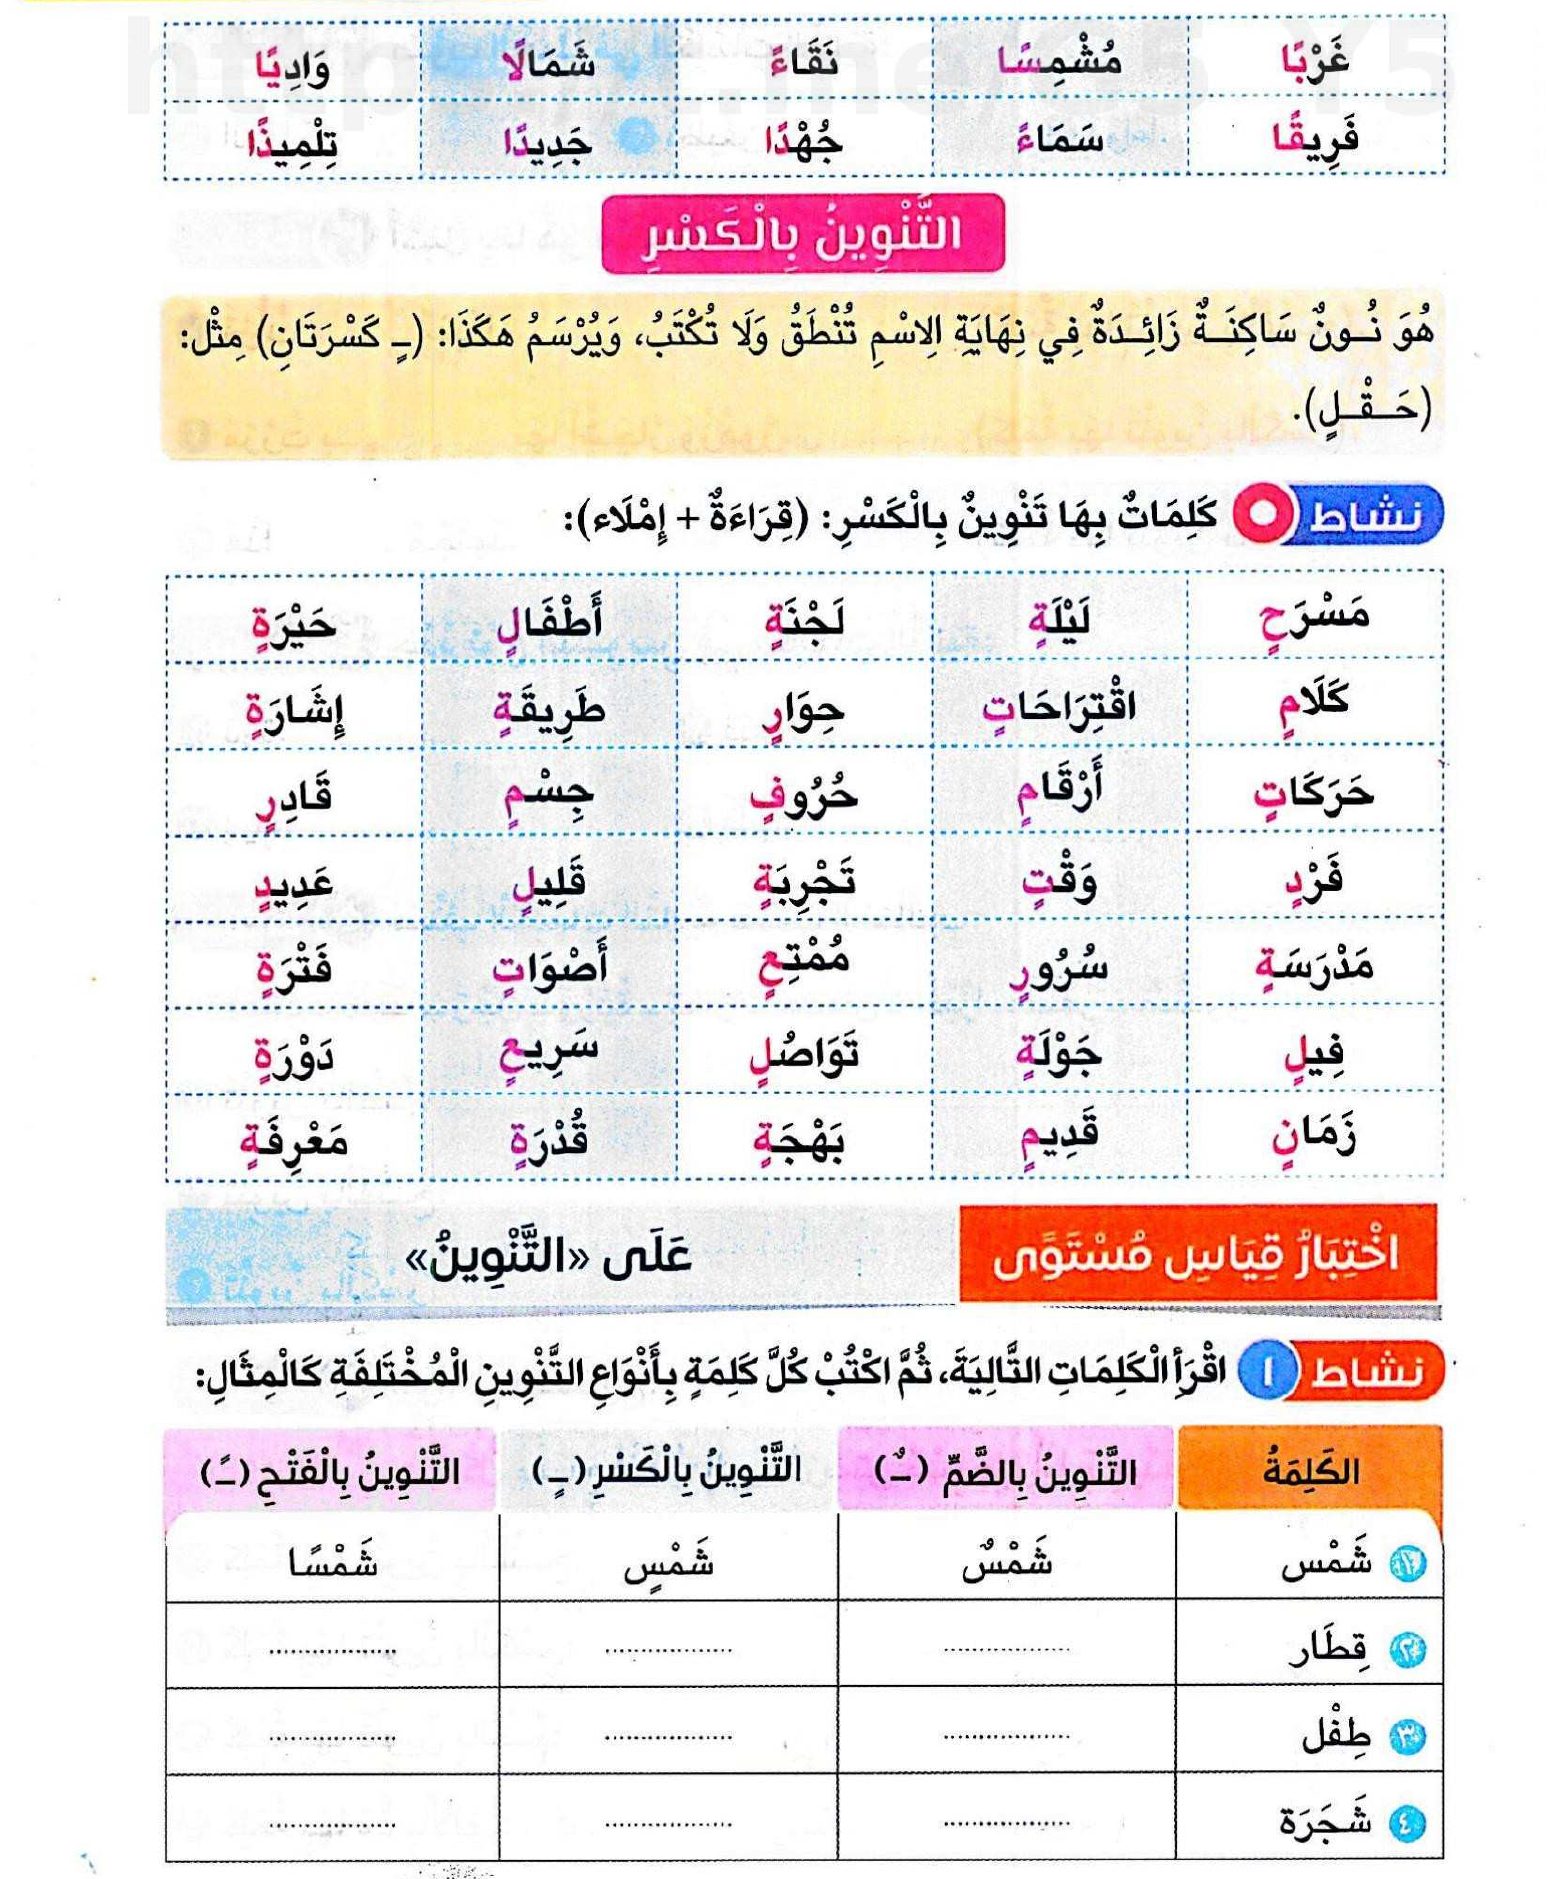 غَرْبًا مُشْمِسًا نَقَاءً شَمَالًا وَادِيًا
فَرِيقًا سَمَاءً جُهْدًا جَدِيدًا تِلْمِيذًا
التَّنْوِينُ بِالْكَسْرِ
هُوَ نُونٌ سَاكِنَةٌ زَائِدَةٌ فِي نِهَايَةِ الِاسْمِ تُنْطَقُ وَلَا تُكْتَبُ، وَيُرْسَمُ هَكَذَا: (ـٍ كَسْرَتَانِ) مِثْل:
(حَقْلٍ).
نشاط كَلِمَاتٌ بِهَا تَنْوِينٌ بِالْكَسْرِ: (قِرَاءَةٌ + إِمْلَاء):
مَسْرَحٍ لَيْلَةٍ لَجْنَةٍ أَطْفَالٍ حَيْرَةٍ
كَلَامٍ اقْتِرَاحَاتٍ حِوَارٍ طَرِيقَةٍ إِشَارَةٍ
حَرَكَاتٍ أَرْقَامٍ حُرُوفٍ جِسْمٍ قَادِرٍ
فَرْدٍ وَقْتٍ تَجْرِبَةٍ قَلِيلٍ عَدِيدٍ
مَدْرَسَةٍ سُرُورٍ مُمْتِعٍ أَصْوَاتٍ فَتْرَةٍ
فِيلٍ جَوْلَةٍ تَوَاصُلٍ سَرِيعٍ دَوْرَةٍ
زَمَانٍ قَدِيمٍ بَهْجَةٍ قُدْرَةٍ مَعْرِفَةٍ
اخْتِبَارُ قِيَاسِ مُسْتَوًى عَلَى «التَّنْوِينُ»
نشاط ١ اقْرَأِ الْكَلِمَاتِ التَّالِيَةَ، ثُمَّ اكْتُبْ كُلَّ كَلِمَةٍ بِأَنْوَاعِ التَّنْوِينِ الْمُخْتَلِفَةِ كَالْمِثَالِ:
الكَلِمَةُ التَّنْوِينُ بِالضَّمِّ (ـٌ) التَّنْوِينُ بِالْكَسْرِ (ـٍ) التَّنْوِينُ بِالْفَتْحِ (ـً)
١ شَمْس شَمْسٌ شَمْسٍ شَمْسًا
٢ قِطَار ................. ................. .................
٣ طِفْل ................. ................. .................
٤ شَجَرَة ................. ................. .................